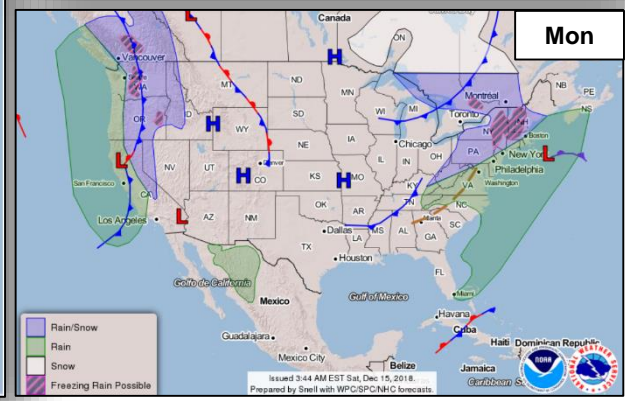 Mon
Canada
ON
Vancouver
WA
MT
ND
MN
Montréal
NB
PE
NS
OR
ID
WY
SD
WI
MI
Toronto
NY
NH
Boston
NE
IA
Chicago
IL
IN
OH
PA
New York
Philadelphia
San Francisco
NV
UT
Denver
CO
KS
MO
KY
VA
Washington
CA
Los Angeles
AZ
NM
OK
AR
TN
NC
Atlanta
SC
Dallas
LA
MS
AL
GA
TX
Houston
FL
Golfo de California
Mexico
Gulf of Mexico
Miami
Havana
Cuba
Haiti
Dominican Republic
Guadalajara
Mexico City
Belize
Jamaica
Caribbean S
H
H
H
H
L
L
L
L
Rain/Snow
Rain
Snow
Freezing Rain Possible
Issued 3:44 AM EST Sat, Dec 15, 2018.
Prepared by Snell with WPC/SPC/NHC forecasts.
NOAA